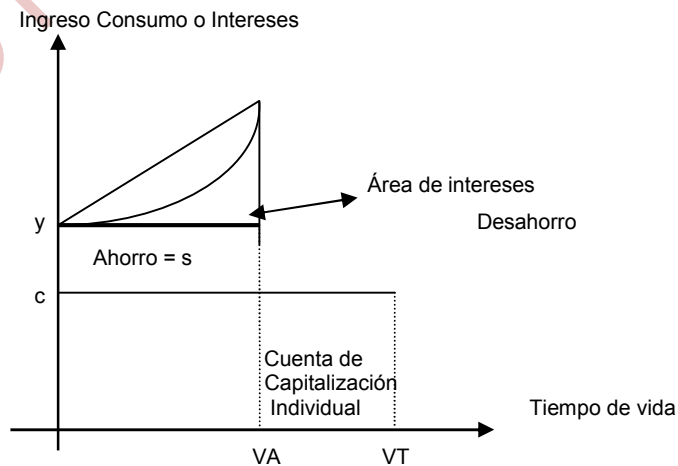 Ingreso Consumo o Intereses
Área de intereses
y
Desahorro
Ahorro = s
c
Cuenta de
Capitalización
Individual
Tiempo de vida
VA
VT